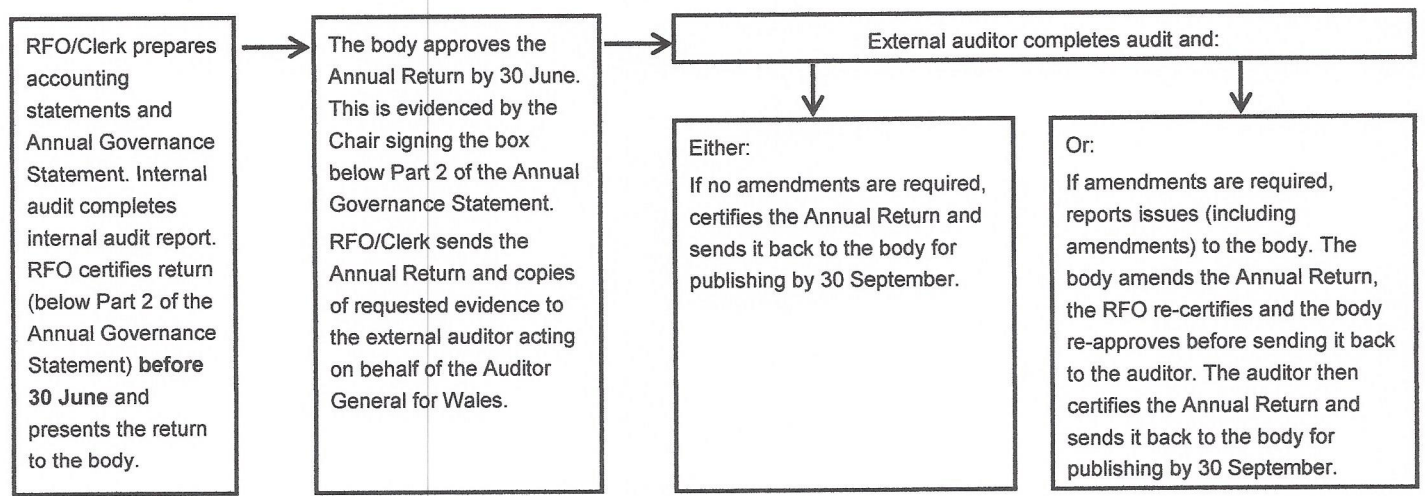 RFO/Clerk prepares
accounting
statements and
Annual Governance
Statement. Internal
audit completes
internal audit report.
RFO certifies return
(below Part 2 of the
Annual Governance
Statement) before
30 June and
presents the return
to the body.
The body approves the
Annual Return by 30 June.
This is evidenced by the
Chair signing the box
below Part 2 of the Annual
Governance Statement.
RFO/Clerk sends the
Annual Return and copies
of requested evidence to
the external auditor acting
on behalf of the Auditor
General for Wales.
External auditor completes audit and:
Either:
If no amendments are required,
certifies the Annual Return and
sends it back to the body for
publishing by 30 September.
Or:
If amendments are required,
reports issues (including
amendments) to the body. The
body amends the Annual Return,
the RFO re-certifies and the body
re-approves before sending it back
to the auditor. The auditor then
certifies the Annual Return and
sends it back to the body for
publishing by 30 September.